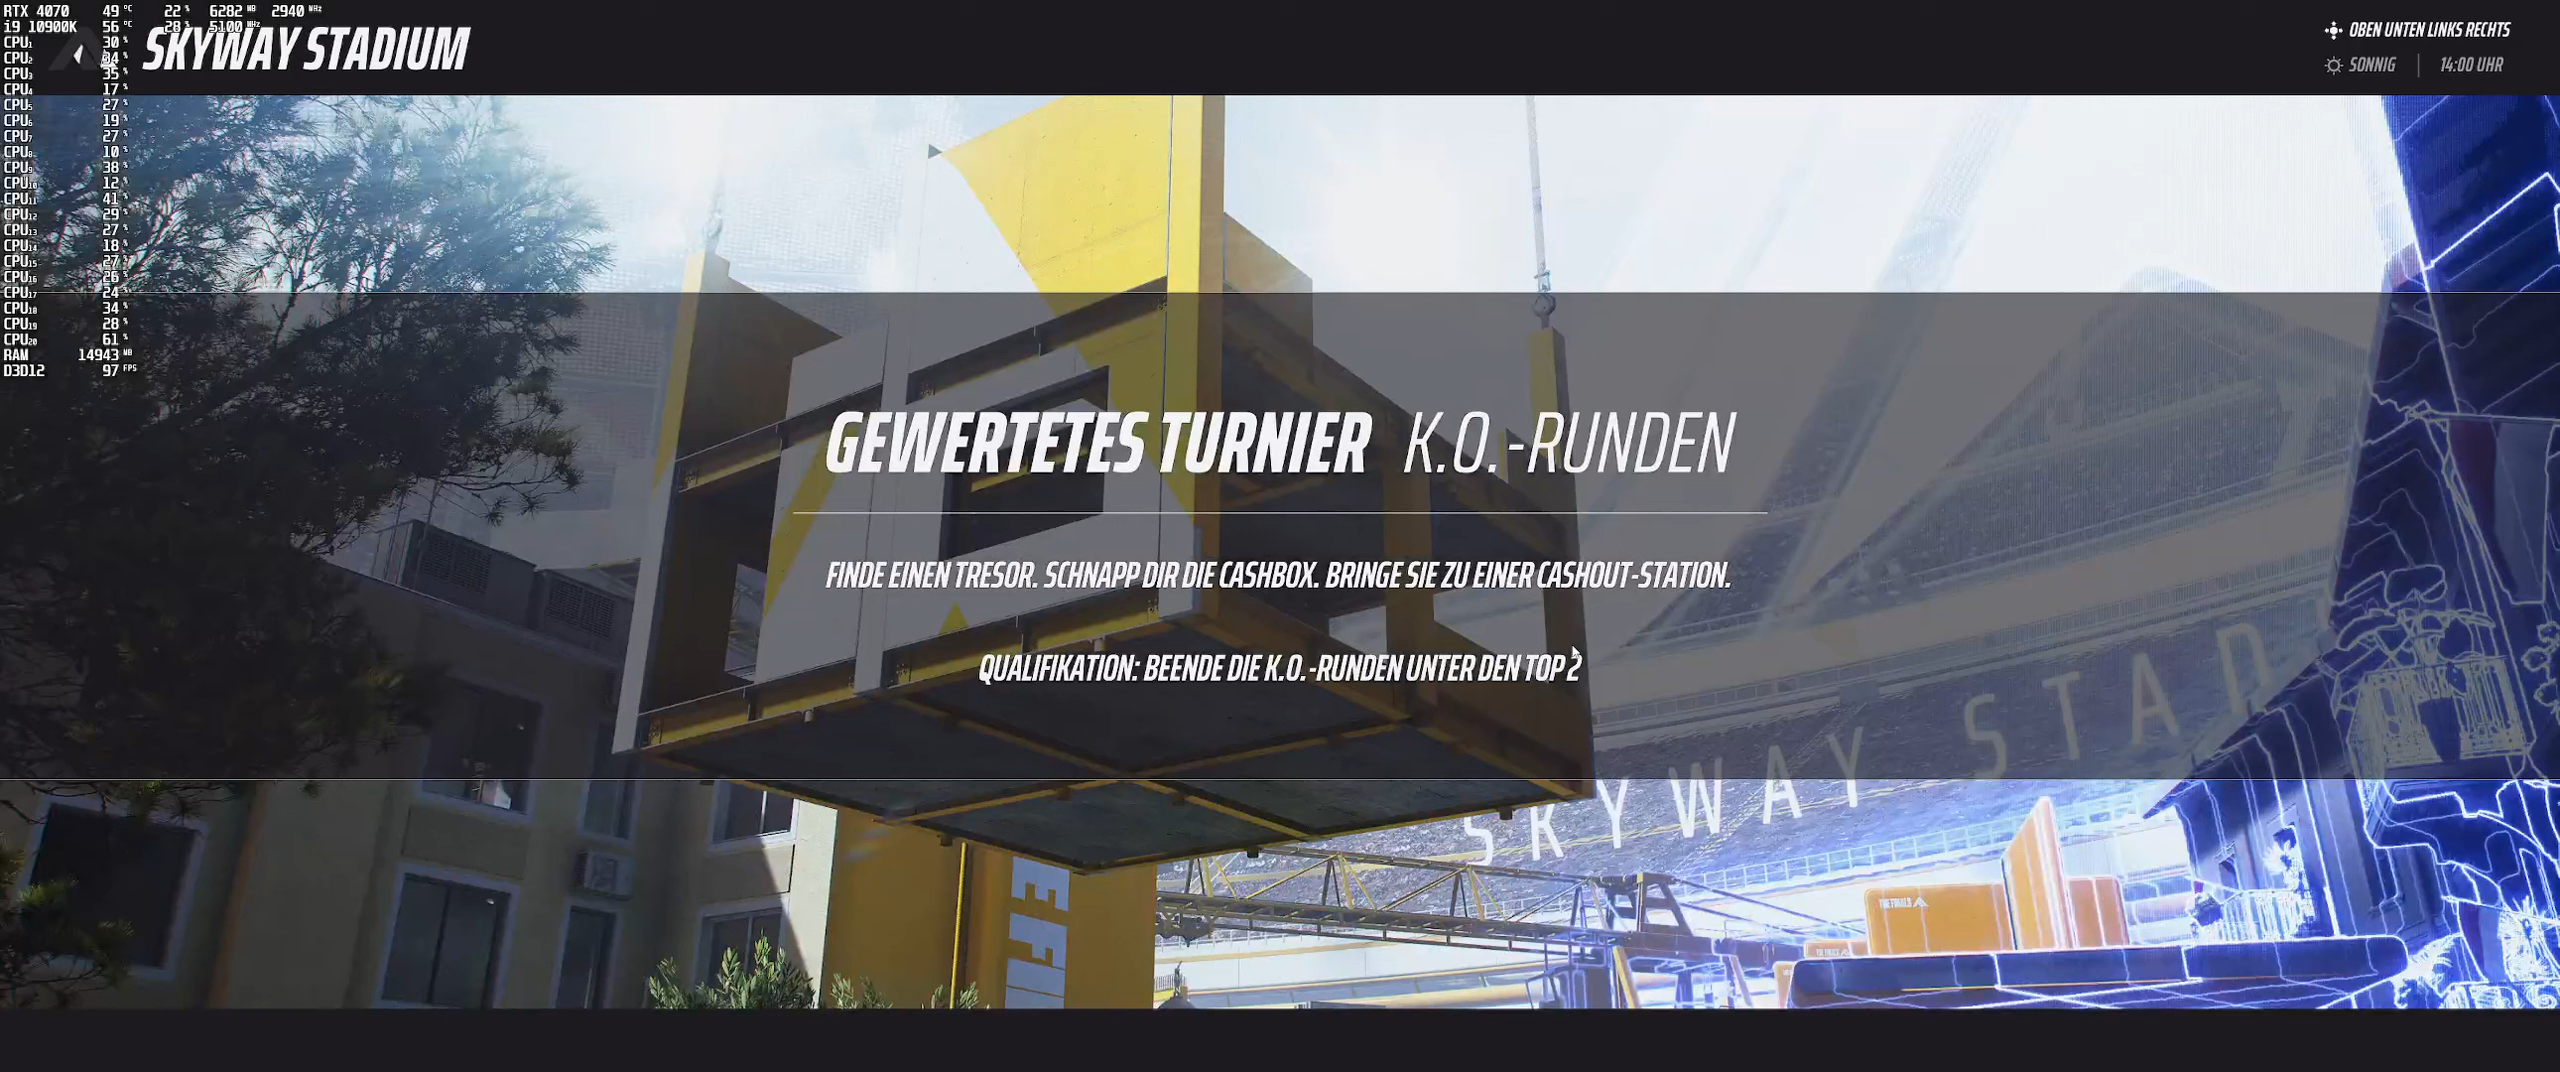 RTX 4070 49 °C 22 % 6282 MB 2940 MHz
i9 10900K 56 °C 28 % 5100 MHz
CPU1 30 %
CPU2 34 %
CPU3 35 %
CPU4 17 %
CPU5 27 %
CPU6 19 %
CPU7 27 %
CPU8 10 %
CPU9 38 %
CPU10 12 %
CPU11 41 %
CPU12 29 %
CPU13 27 %
CPU14 18 %
CPU15 27 %
CPU16 26 %
CPU17 24 %
CPU18 34 %
CPU19 28 %
CPU20 61 %
RAM 14943 MB
D3D12 97 FPS
SKYWAY STADIUM
OBEN UNTEN LINKS RECHTS
SONNIG | 14:00 UHR
GEWERTETES TURNIER K.O.-RUNDEN
FINDE EINEN TRESOR. SCHNAPP DIR DIE CASHBOX. BRINGE SIE ZU EINER CASHOUT-STATION.
QUALIFIKATION: BEENDE DIE K.O.-RUNDEN UNTER DEN TOP 2
SKYWAY STAD
THE FINALS